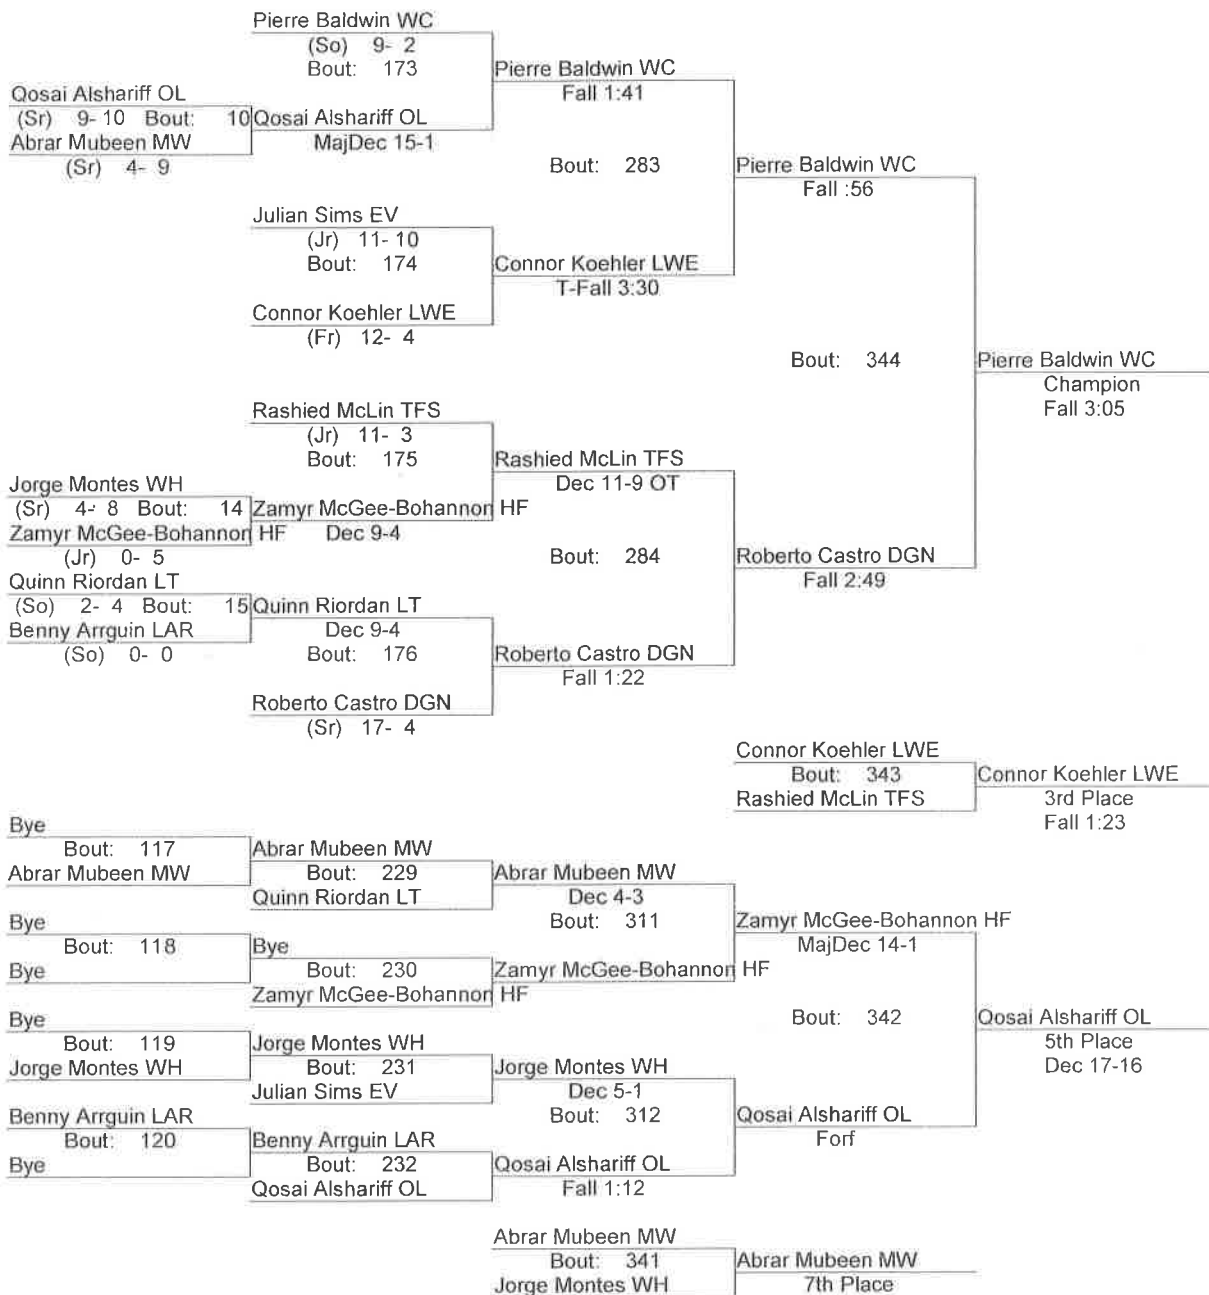 Pierre Baldwin WC
(So) 9- 2
Bout: 173
Pierre Baldwin WC
Fall 1:41
Qosai Alshariff OL
(Sr) 9- 10 Bout: 10
Qosai Alshariff OL
MajDec 15-1
Abrar Mubeen MW
(Sr) 4- 9
Bout: 283
Pierre Baldwin WC
Fall :56
Julian Sims EV
(Jr) 11- 10
Bout: 174
Connor Koehler LWE
T-Fall 3:30
Connor Koehler LWE
(Fr) 12- 4
Bout: 344
Pierre Baldwin WC
Champion
Fall 3:05
Rashied McLin TFS
(Jr) 11- 3
Bout: 175
Rashied McLin TFS
Dec 11-9 OT
Jorge Montes WH
(Sr) 4- 8 Bout: 14
Zamyr McGee-Bohannon HF
Dec 9-4
Zamyr McGee-Bohannon HF
(Jr) 0- 5
Bout: 284
Roberto Castro DGN
Fall 2:49
Quinn Riordan LT
(So) 2- 4 Bout: 15
Quinn Riordan LT
Dec 9-4
Benny Arrguin LAR
(So) 0- 0
Bout: 176
Roberto Castro DGN
Fall 1:22
Roberto Castro DGN
(Sr) 17- 4
Connor Koehler LWE
Bout: 343
Rashied McLin TFS
Connor Koehler LWE
3rd Place
Fall 1:23
Bye
Bout: 117
Abrar Mubeen MW
Abrar Mubeen MW
Bout: 229
Quinn Riordan LT
Abrar Mubeen MW
Dec 4-3
Bout: 311
Bye
Bout: 118
Bye
Bye
Bout: 230
Zamyr McGee-Bohannon HF
Zamyr McGee-Bohannon HF
Zamyr McGee-Bohannon HF
MajDec 14-1
Bye
Bout: 119
Jorge Montes WH
Jorge Montes WH
Bout: 231
Julian Sims EV
Jorge Montes WH
Dec 5-1
Bout: 312
Bout: 342
Qosai Alshariff OL
5th Place
Dec 17-16
Benny Arrguin LAR
Bout: 120
Bye
Benny Arrguin LAR
Bout: 232
Qosai Alshariff OL
Qosai Alshariff OL
Fall 1:12
Qosai Alshariff OL
Forf
Abrar Mubeen MW
Bout: 341
Jorge Montes WH
Abrar Mubeen MW
7th Place